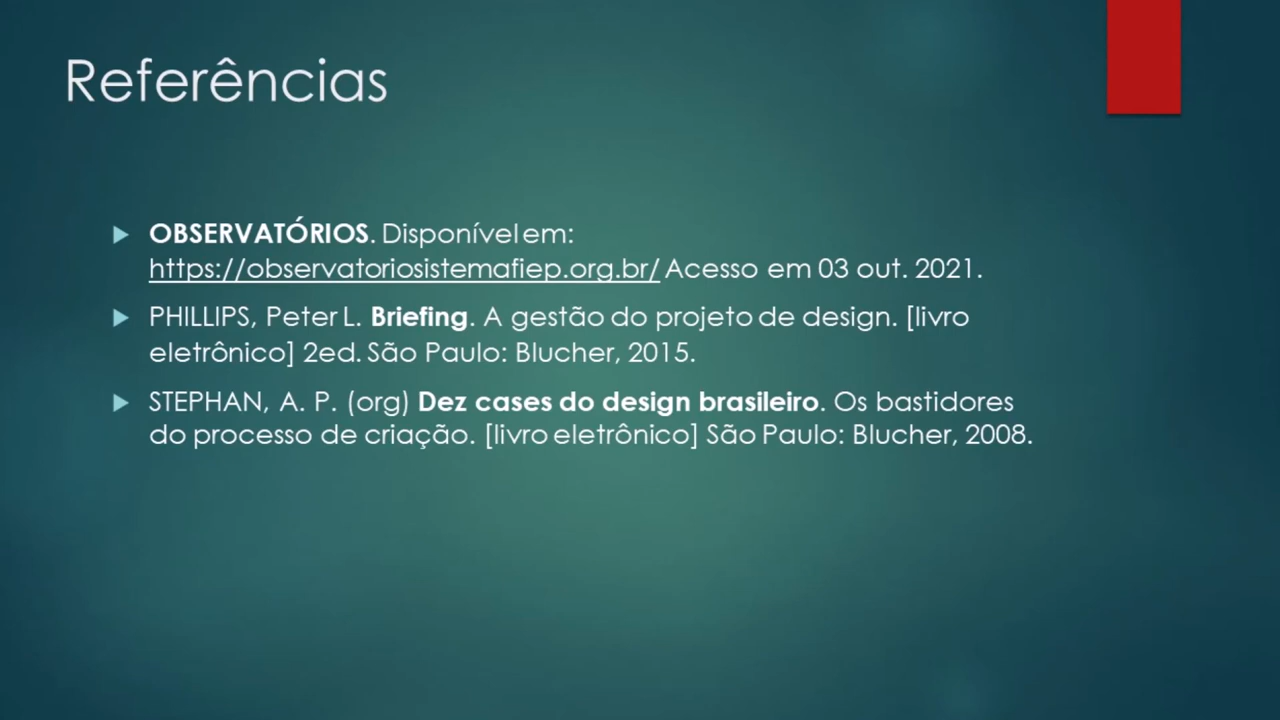 Referências
OBSERVATÓRIOS. Disponível em:
https://observatoriosistemafiep.org.br/ Acesso em 03 out. 2021.
PHILLIPS, Peter L. Briefing. A gestão do projeto de design. [livro
eletrônico] 2ed. São Paulo: Blucher, 2015.
STEPHAN, A. P. (org) Dez cases do design brasileiro. Os bastidores
do processo de criação. [livro eletrônico] São Paulo: Blucher, 2008.